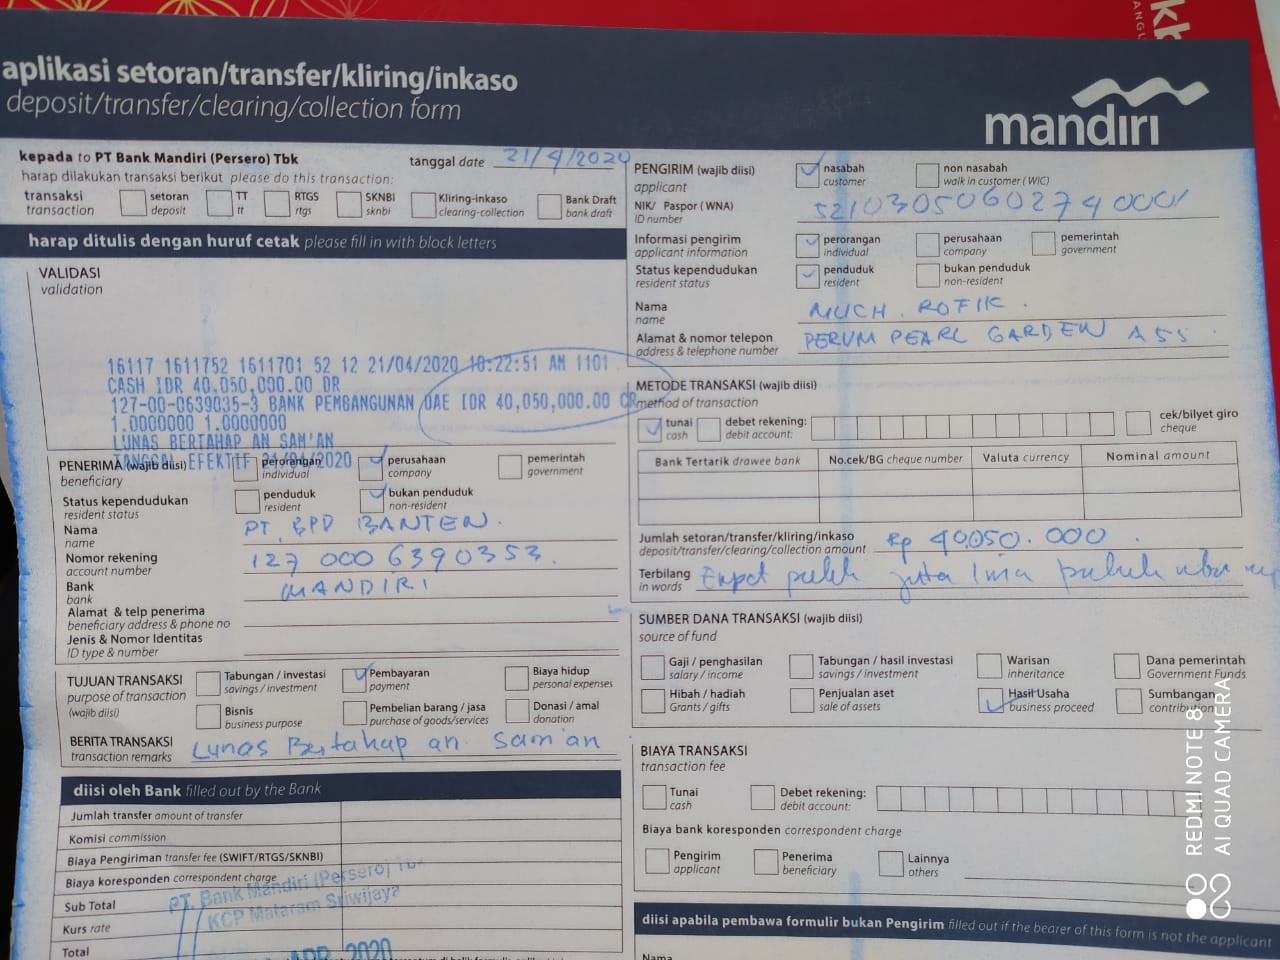 aplikasi setoran/transfer/kliring/inkaso
deposit/transfer/clearing/collection form
mandiri
kepada to PT Bank Mandiri (Persero) Tbk
tanggal date 21/4/2020
harap dilakukan transaksi berikut please do this transaction:
transaksi
transaction
setoran
deposit
TT
tt
RTGS
rtgs
SKNBI
sknbi
Kliring-inkaso
clearing-collection
Bank Draft
bank draft
harap ditulis dengan huruf cetak please fill in with block letters
VALIDASI
validation
16117 1611752 1611701 52 12 21/04/2020 10:22:51 AM 1101
CASH IDR 40,050,000.00 DR
127-00-0639035-3 BANK PEMBANGUNAN DAE IDR 40,050,000.00 CR
1.0000000 1.0000000
LUNAS BERTAHAP AN SAM'AN
TANGGAL EFEKTIF 21/04/2020
PENERIMA (wajib diisi)
beneficiary
perorangan
individual
perusahaan
company
pemerintah
government
Status kependudukan
resident status
penduduk
resident
bukan penduduk
non-resident
Nama
name
PT. BPD BANTEN.
Nomor rekening
account number
127 000 6390353.
Bank
bank
MANDIRI
Alamat & telp penerima
beneficiary address & phone no
Jenis & Nomor Identitas
ID type & number
TUJUAN TRANSAKSI
purpose of transaction
(wajib diisi)
Tabungan / investasi
savings / investment
Pembayaran
payment
Biaya hidup
personal expenses
Bisnis
business purpose
Pembelian barang / jasa
purchase of goods/services
Donasi / amal
donation
BERITA TRANSAKSI
transaction remarks
Lunas Bertahap an. Sam'an
diisi oleh Bank filled out by the Bank
Jumlah transfer amount of transfer
Komisi commission
Biaya Pengiriman transfer fee (SWIFT/RTGS/SKNBI)
Biaya koresponden correspondent charge
Sub Total
Kurs rate
Total
PT. Bank Mandiri (Persero) Tbk
KCP Mataram Sriwijaya
APR 2020
PENGIRIM (wajib diisi)
applicant
nasabah
customer
non nasabah
walk in customer (WIC)
NIK/ Paspor (WNA)
ID number
5210305060274000/
Informasi pengirim
applicant information
perorangan
individual
perusahaan
company
pemerintah
government
Status kependudukan
resident status
penduduk
resident
bukan penduduk
non-resident
Nama
name
MUCH. ROFIK.
Alamat & nomor telepon
address & telephone number
PERUM PEARL GARDEN A55
METODE TRANSAKSI (wajib diisi)
method of transaction
tunai
cash
debet rekening:
debit account:
cek/bilyet giro
cheque
Bank Tertarik drawee bank
No.cek/BG cheque number
Valuta currency
Nominal amount
Jumlah setoran/transfer/kliring/inkaso
deposit/transfer/clearing/collection amount
Rp 40.050.000.
Terbilang
in words
Empat puluh juta lima puluh ribu
SUMBER DANA TRANSAKSI (wajib diisi)
source of fund
Gaji / penghasilan
salary / income
Tabungan / hasil investasi
savings / investment
Warisan
inheritance
Dana pemerintah
Government Funds
Hibah / hadiah
Grants / gifts
Penjualan aset
sale of assets
Hasil Usaha
business proceed
Sumbangan
contribution
BIAYA TRANSAKSI
transaction fee
Tunai
cash
Debet rekening:
debit account:
Biaya bank koresponden correspondent charge
Pengirim
applicant
Penerima
beneficiary
Lainnya
others
diisi apabila pembawa formulir bukan Pengirim filled out if the bearer of this form is not the applicant
Nama
REDMI NOTE 8
AI QUAD CAMERA